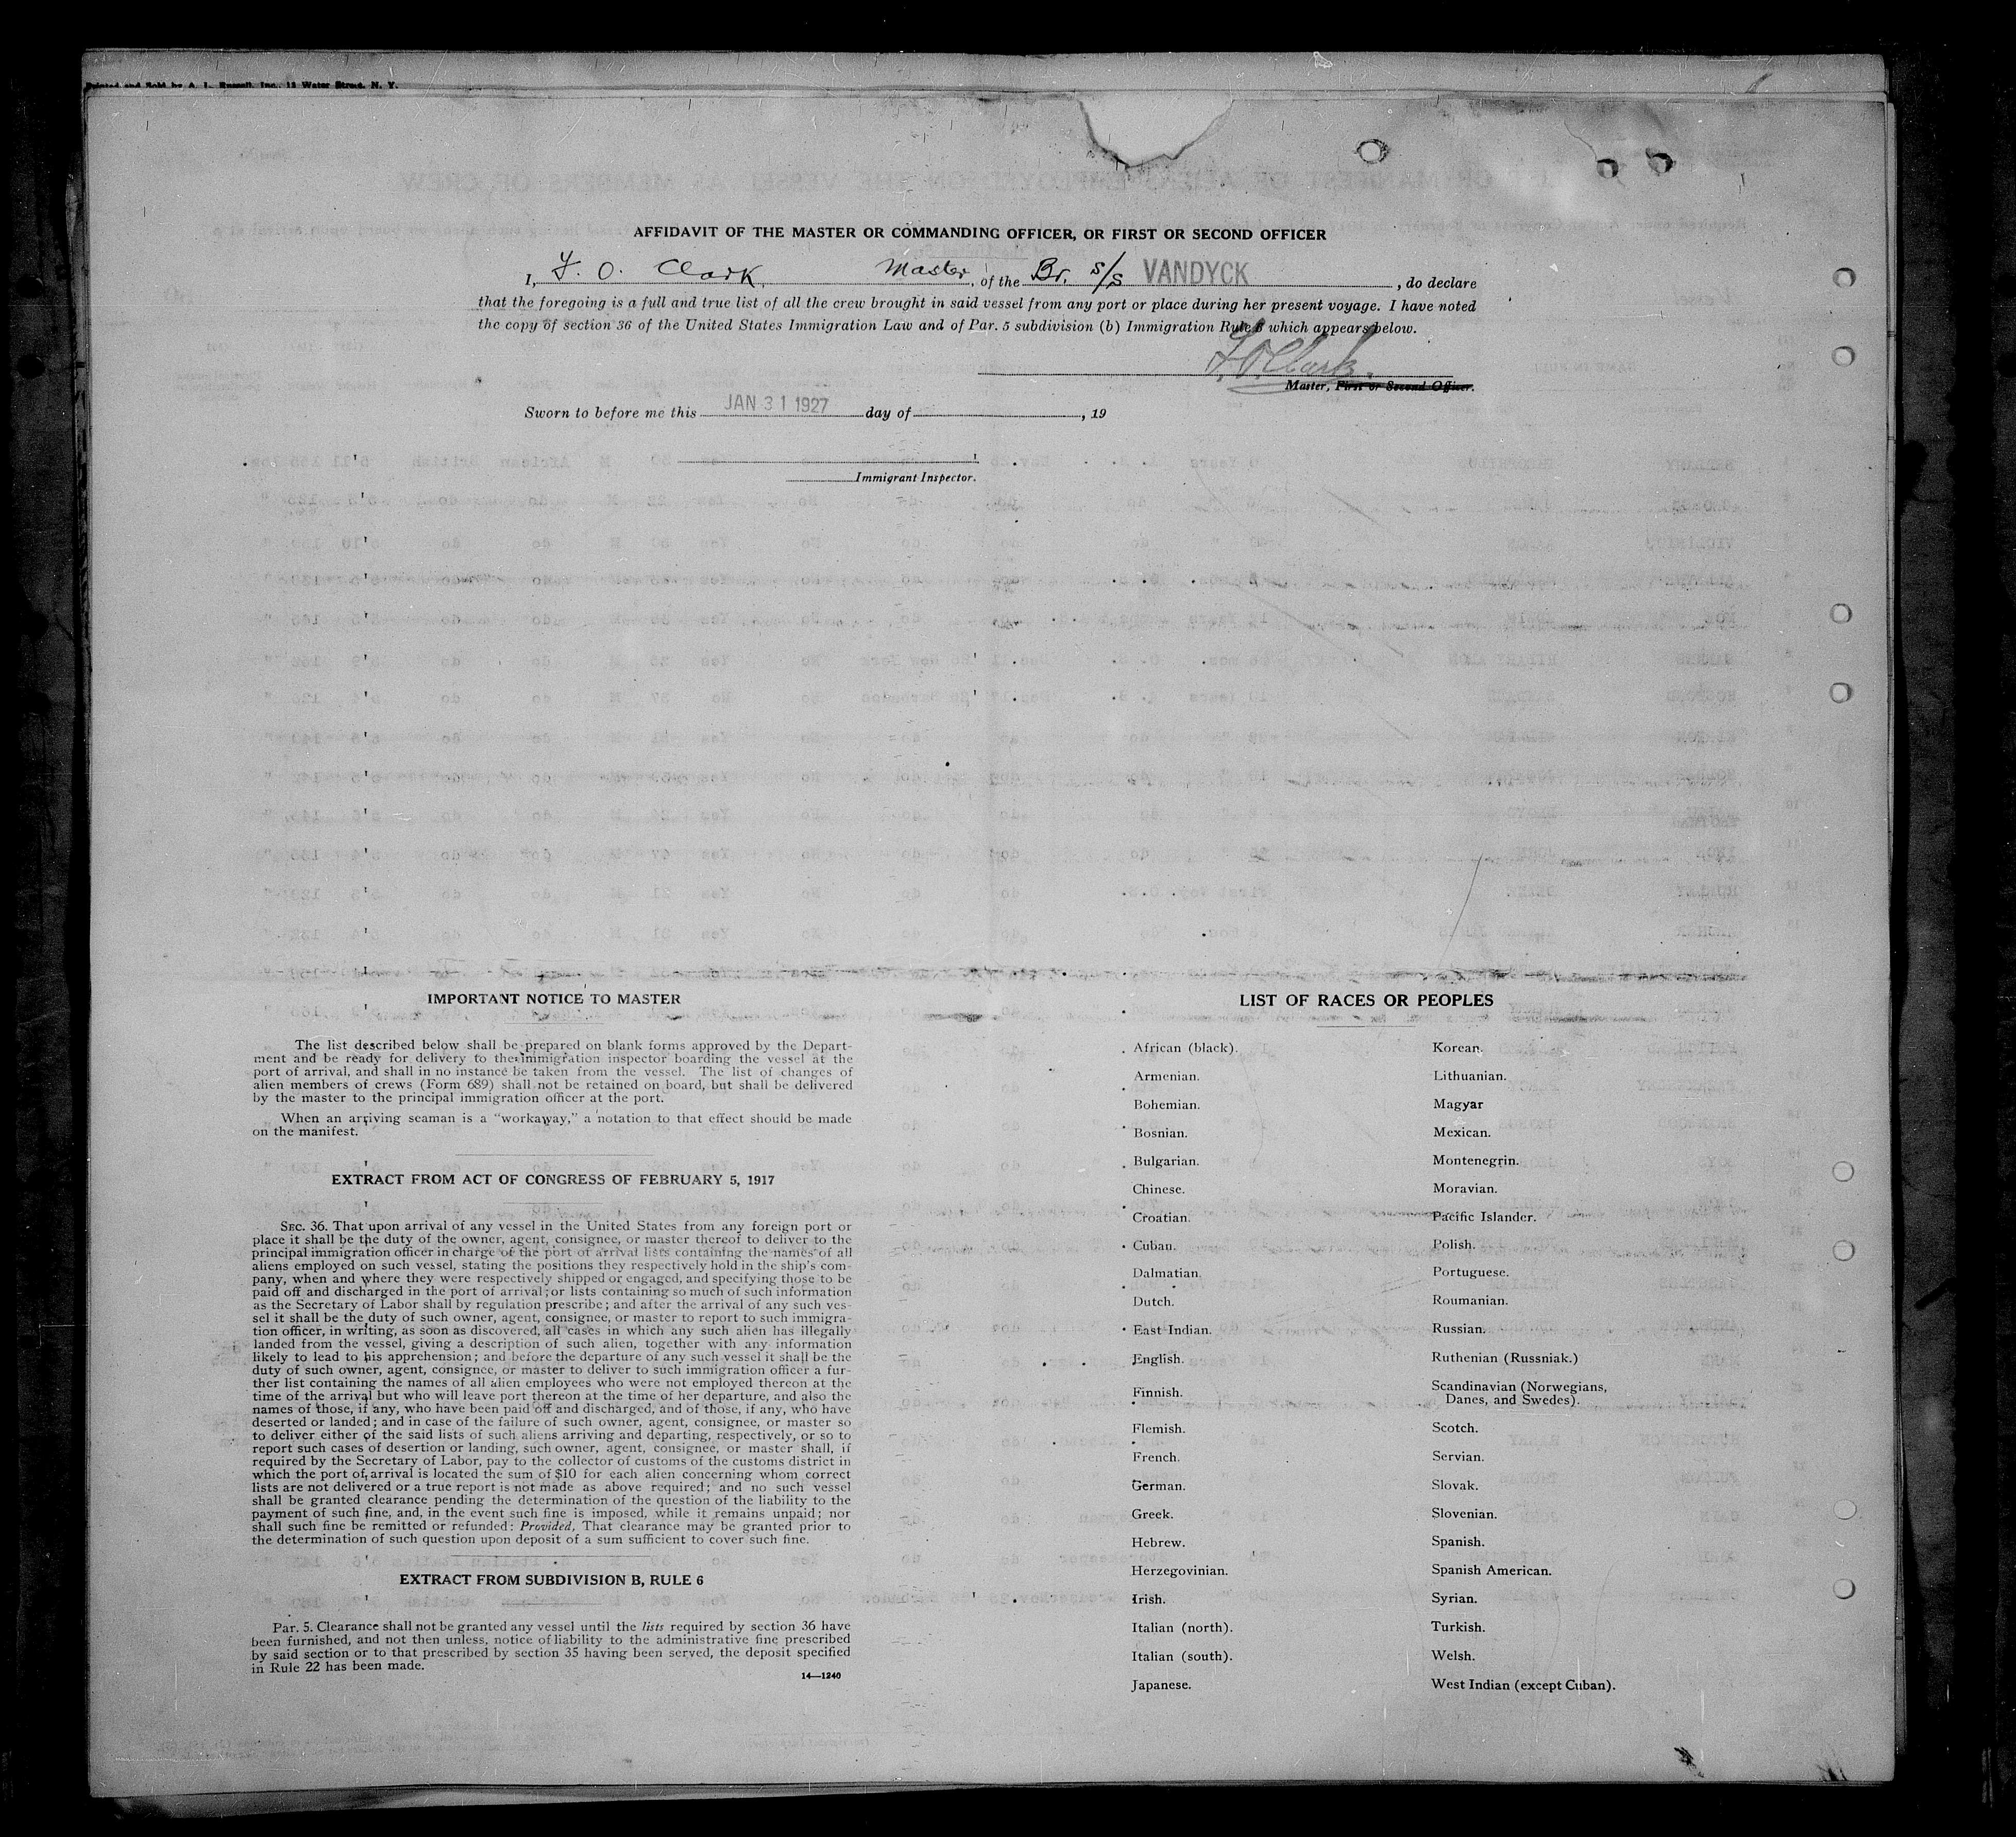 Printed and Sold by A. L. Russell, Inc., 12 Water Street, N. Y.
AFFIDAVIT OF THE MASTER OR COMMANDING OFFICER, OR FIRST OR SECOND OFFICER
I, F. O. Clark, Master, of the Br. S/S VANDYCK, do declare
that the foregoing is a full and true list of all the crew brought in said vessel from any port or place during her present voyage. I have noted
the copy of section 36 of the United States Immigration Law and of Par. 5 subdivision (b) Immigration Rule 6 which appears below.
F. O. Clark.
Master, First or Second Officer.
Sworn to before me this JAN 31 1927 day of , 19
Immigrant Inspector.
IMPORTANT NOTICE TO MASTER
The list described below shall be prepared on blank forms approved by the Depart-
ment and be ready for delivery to the immigration inspector boarding the vessel at the
port of arrival, and shall in no instance be taken from the vessel. The list of changes of
alien members of crews (Form 689) shall not be retained on board, but shall be delivered
by the master to the principal immigration officer at the port.
When an arriving seaman is a "workaway," a notation to that effect should be made
on the manifest.
EXTRACT FROM ACT OF CONGRESS OF FEBRUARY 5, 1917
SEC. 36. That upon arrival of any vessel in the United States from any foreign port or
place it shall be the duty of the owner, agent, consignee, or master thereof to deliver to the
principal immigration officer in charge of the port of arrival lists containing the names of all
aliens employed on such vessel, stating the positions they respectively hold in the ship's com-
pany, when and where they were respectively shipped or engaged, and specifying those to be
paid off and discharged in the port of arrival; or lists containing so much of such information
as the Secretary of Labor shall by regulation prescribe; and after the arrival of any such ves-
sel it shall be the duty of such owner, agent, consignee, or master to report to such immigra-
tion officer, in writing, as soon as discovered, all cases in which any such alien has illegally
landed from the vessel, giving a description of such alien, together with any information
likely to lead to his apprehension; and before the departure of any such vessel it shall be the
duty of such owner, agent, consignee, or master to deliver to such immigration officer a fur-
ther list containing the names of all alien employees who were not employed thereon at the
time of the arrival but who will leave port thereon at the time of her departure, and also the
names of those, if any, who have been paid off and discharged, and of those, if any, who have
deserted or landed; and in case of the failure of such owner, agent, consignee, or master so
to deliver either of the said lists of such aliens arriving and departing, respectively, or so to
report such cases of desertion or landing, such owner, agent, consignee, or master shall, if
required by the Secretary of Labor, pay to the collector of customs of the customs district in
which the port of arrival is located the sum of $10 for each alien concerning whom correct
lists are not delivered or a true report is not made as above required; and no such vessel
shall be granted clearance pending the determination of the question of the liability to the
payment of such fine, and, in the event such fine is imposed, while it remains unpaid; nor
shall such fine be remitted or refunded: Provided, That clearance may be granted prior to
the determination of such question upon deposit of a sum sufficient to cover such fine.
EXTRACT FROM SUBDIVISION B, RULE 6
Par. 5. Clearance shall not be granted any vessel until the lists required by section 36 have
been furnished, and not then unless, notice of liability to the administrative fine prescribed
by said section or to that prescribed by section 35 having been served, the deposit specified
in Rule 22 has been made.
14—1240
LIST OF RACES OR PEOPLES
African (black).
Armenian.
Bohemian.
Bosnian.
Bulgarian.
Chinese.
Croatian.
Cuban.
Dalmatian.
Dutch.
East Indian.
English.
Finnish.
Flemish.
French.
German.
Greek.
Hebrew.
Herzegovinian.
Irish.
Italian (north).
Italian (south).
Japanese.
Korean.
Lithuanian.
Magyar
Mexican.
Montenegrin.
Moravian.
Pacific Islander.
Polish.
Portuguese.
Roumanian.
Russian.
Ruthenian (Russniak.)
Scandinavian (Norwegians,
Danes, and Swedes).
Scotch.
Servian.
Slovak.
Slovenian.
Spanish.
Spanish American.
Syrian.
Turkish.
Welsh.
West Indian (except Cuban).